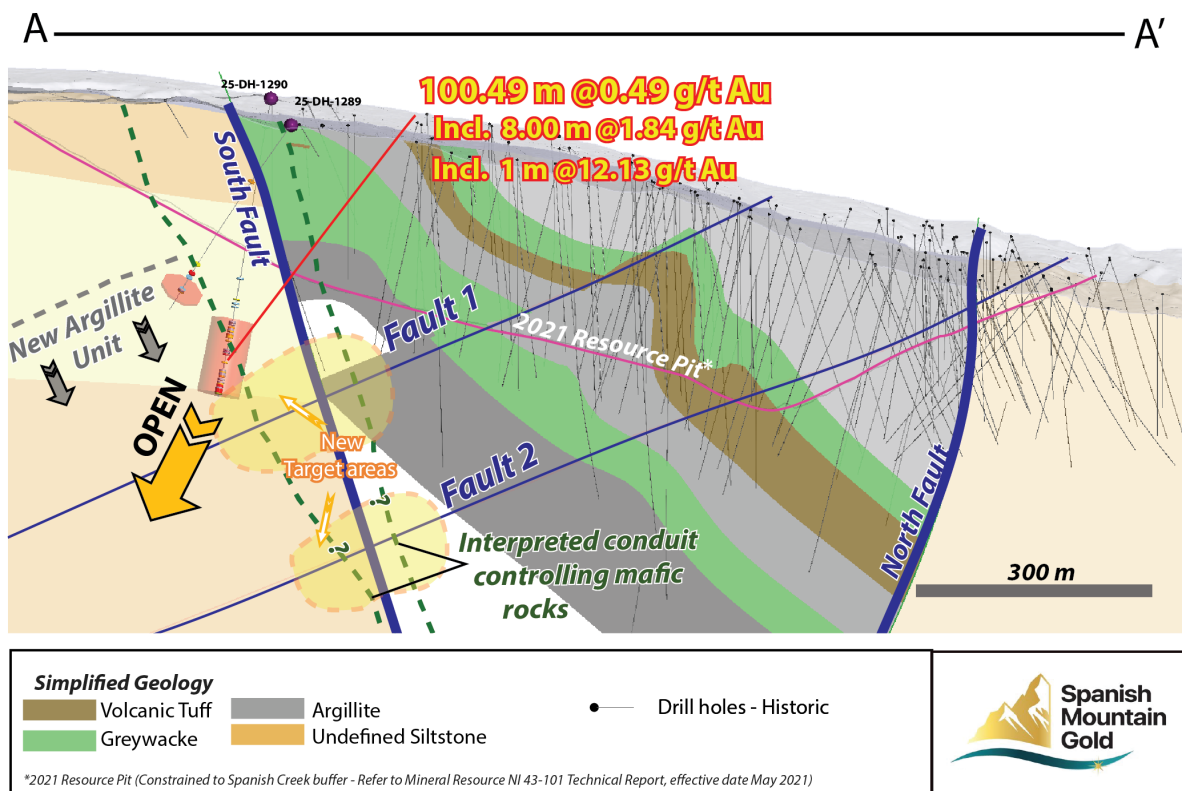 A
A'
25-DH-1290
25-DH-1289
100.49 m @0.49 g/t Au
Incl. 8.00 m @1.84 g/t Au
Incl. 1 m @12.13 g/t Au
South Fault
New Argillite
Unit
OPEN
Fault 1
2021 Resource Pit*
New
Target areas
Fault 2
?
?
Interpreted conduit
controlling mafic
rocks
North Fault
300 m
Simplified Geology
Volcanic Tuff
Argillite
Drill holes - Historic
Greywacke
Undefined Siltstone
*2021 Resource Pit (Constrained to Spanish Creek buffer - Refer to Mineral Resource NI 43-101 Technical Report, effective date May 2021)
Spanish
Mountain
Gold